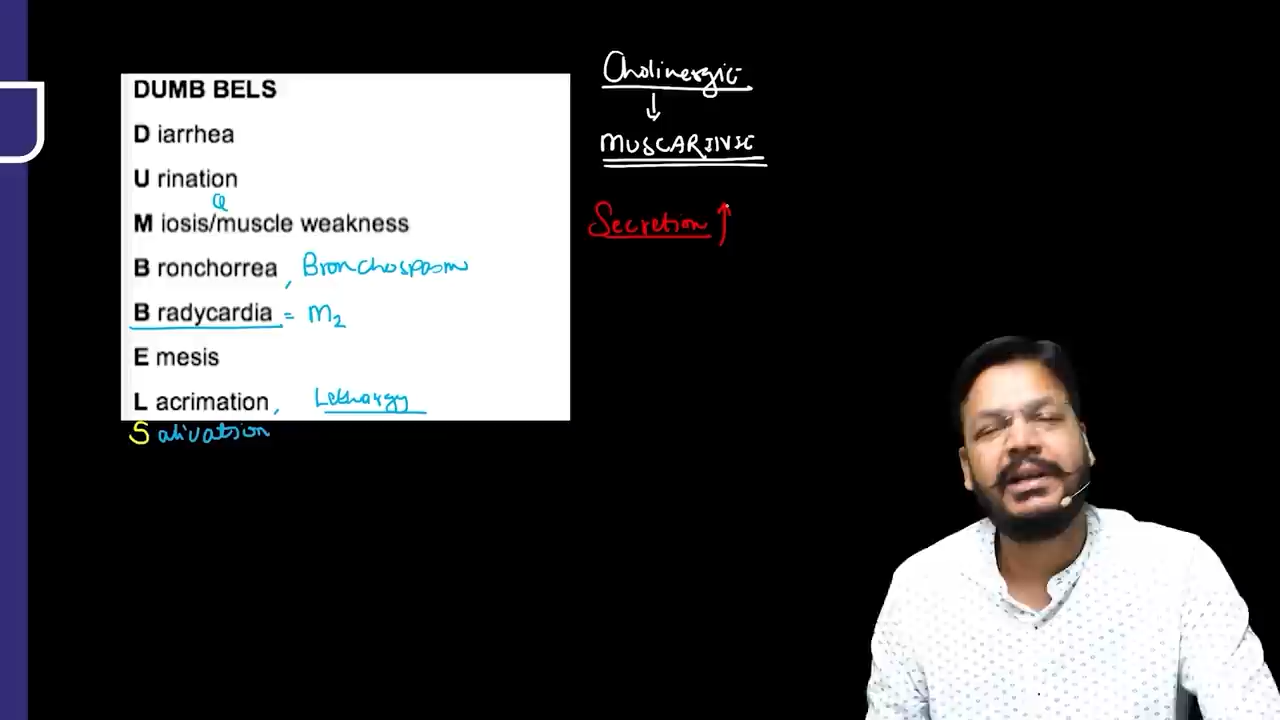 DUMB BELS
D iarrhea
U rination
M iosis/muscle weakness
B ronchorrea , Bronchospasm
B radycardia = M2
E mesis
L acrimation, Lethargy
S alivation
Cholinergic
↓
MUSCARINIC
Secretion ↑